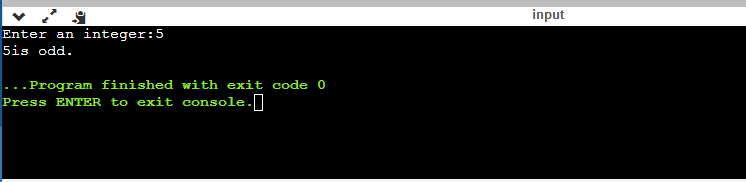 input
Enter an integer:5
5is odd.
...Program finished with exit code 0
Press ENTER to exit console.